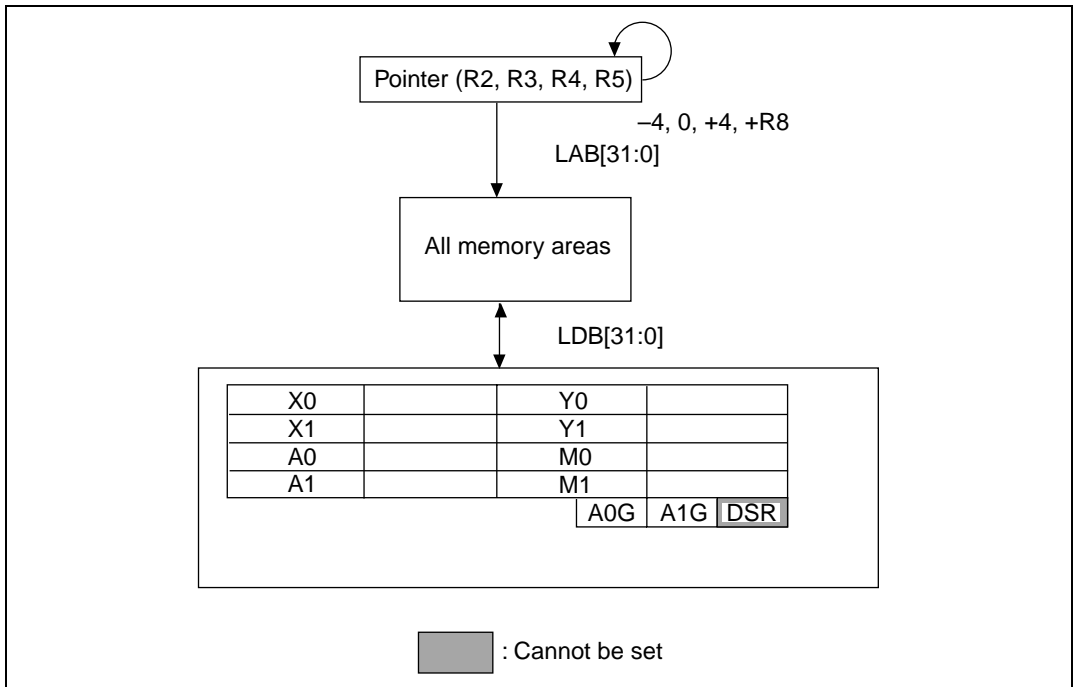 Pointer (R2, R3, R4, R5)
–4, 0, +4, +R8
LAB[31:0]
All memory areas
LDB[31:0]
X0 Y0
X1 Y1
A0 M0
A1 M1
A0G A1G DSR
: Cannot be set